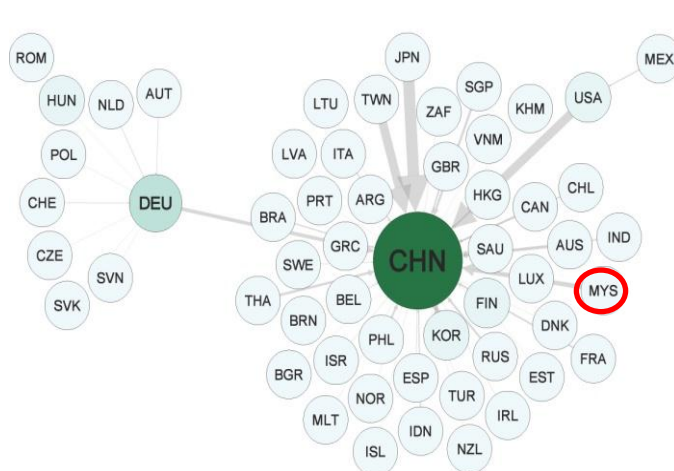 JPN
ROM
MEX
SGP
USA
HUN
NLD
AUT
LTU
TWN
ZAF
KHM
VNM
POL
LVA
ITA
GBR
HKG
CHL
CHE
DEU
PRT
ARG
CAN
BRA
GRC
SAU
AUS
IND
CZE
SVN
SWE
CHN
LUX
MYS
SVK
THA
BEL
FIN
BRN
PHL
KOR
DNK
BGR
ISR
RUS
FRA
ESP
EST
NOR
TUR
MLT
IDN
IRL
ISL
NZL